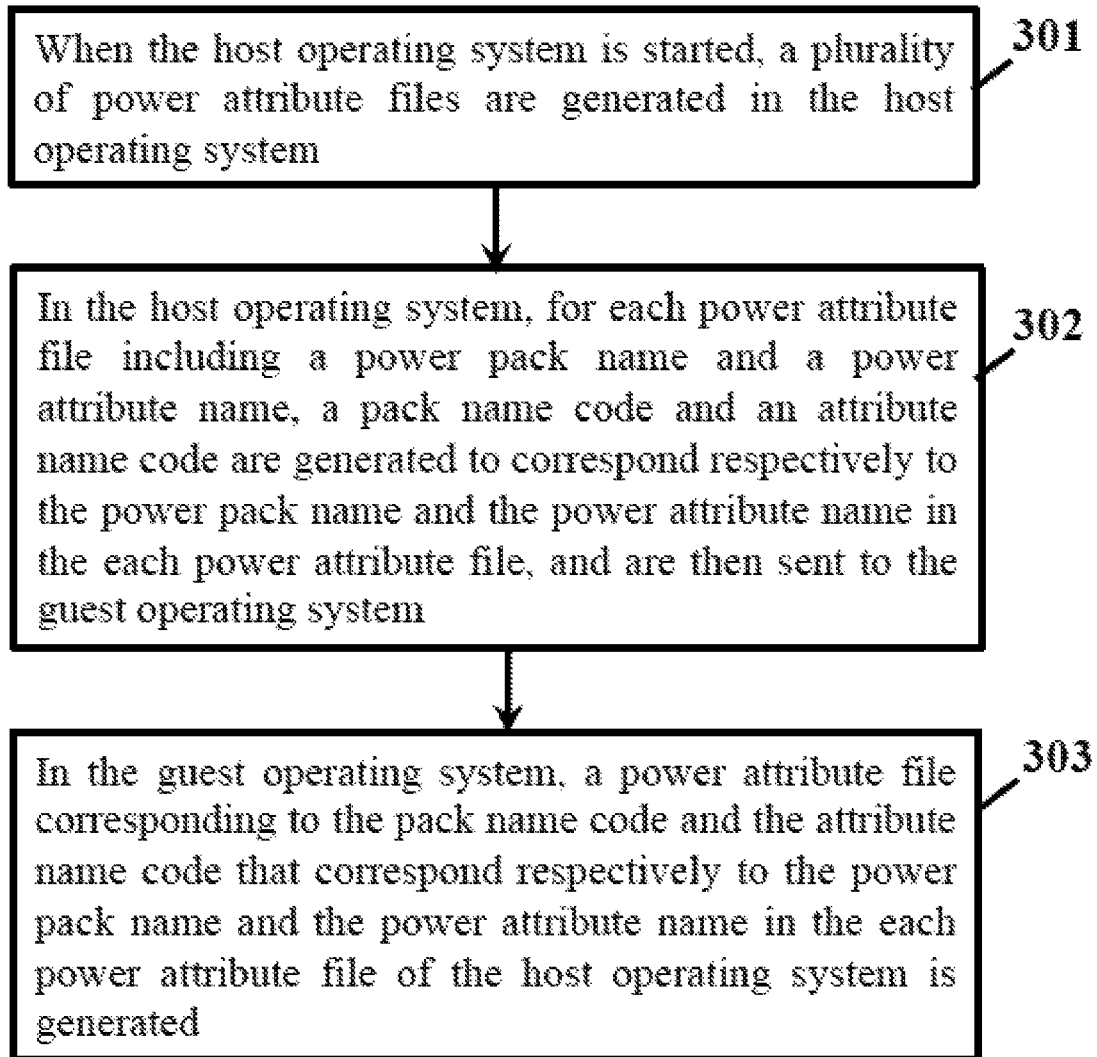 When the host operating system is started, a plurality
of power attribute files are generated in the host
operating system
301
In the host operating system, for each power attribute
file including a power pack name and a power
attribute name, a pack name code and an attribute
name code are generated to correspond respectively to
the power pack name and the power attribute name in
the each power attribute file, and are then sent to the
guest operating system
302
In the guest operating system, a power attribute file
corresponding to the pack name code and the attribute
name code that correspond respectively to the power
pack name and the power attribute name in the each
power attribute file of the host operating system is
generated
303